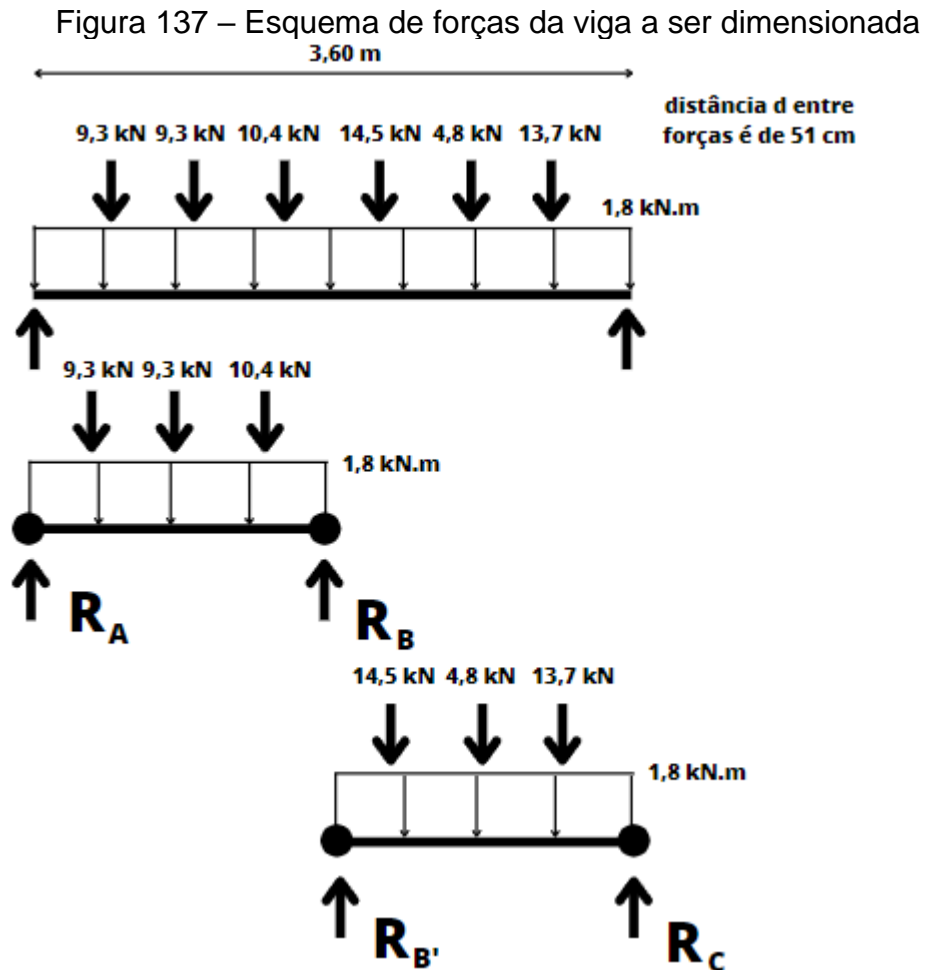 Figura 137 – Esquema de forças da viga a ser dimensionada
3,60 m
distância d entre
forças é de 51 cm
9,3 kN 9,3 kN 10,4 kN 14,5 kN 4,8 kN 13,7 kN
1,8 kN.m
9,3 kN 9,3 kN 10,4 kN
1,8 kN.m
RA RB
14,5 kN 4,8 kN 13,7 kN
1,8 kN.m
RB' RC